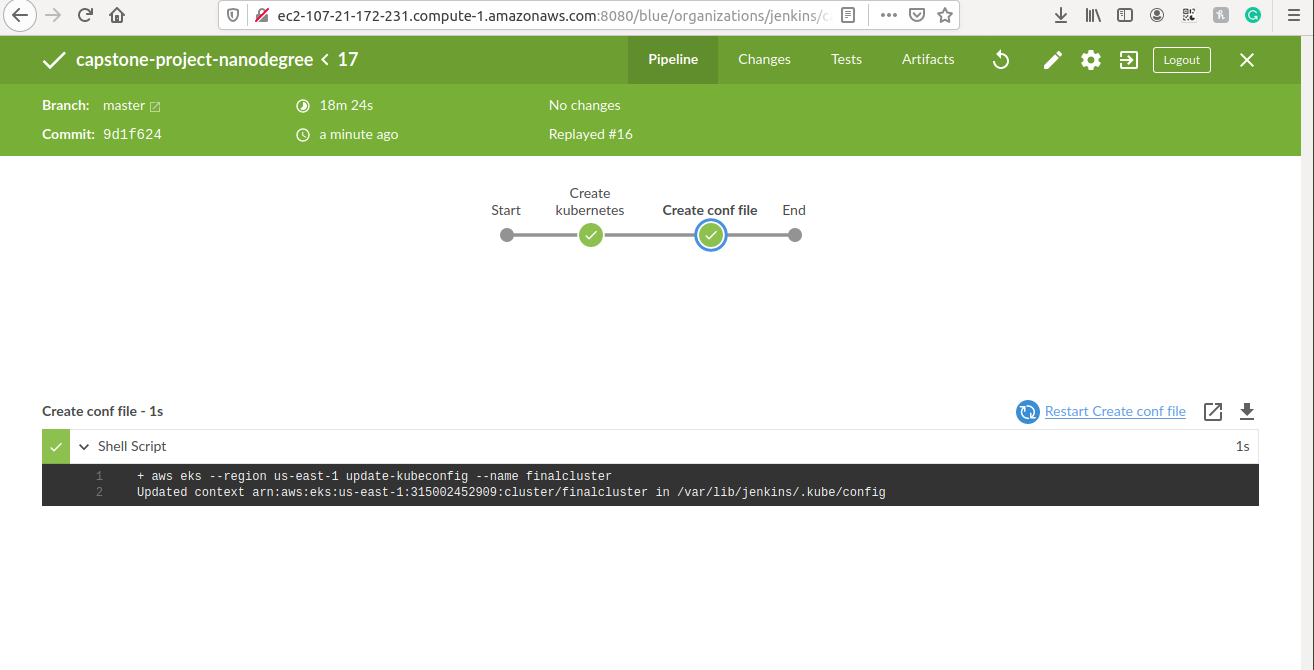 ec2-107-21-172-231.compute-1.amazonaws.com:8080/blue/organizations/jenkins/c
capstone-project-nanodegree < 17
Pipeline Changes Tests Artifacts Logout
Branch: master 18m 24s No changes
Commit: 9d1f624 a minute ago Replayed #16
Start Create kubernetes Create conf file End
Create conf file - 1s Restart Create conf file
Shell Script 1s
1 + aws eks --region us-east-1 update-kubeconfig --name finalcluster
2 Updated context arn:aws:eks:us-east-1:315002452909:cluster/finalcluster in /var/lib/jenkins/.kube/config